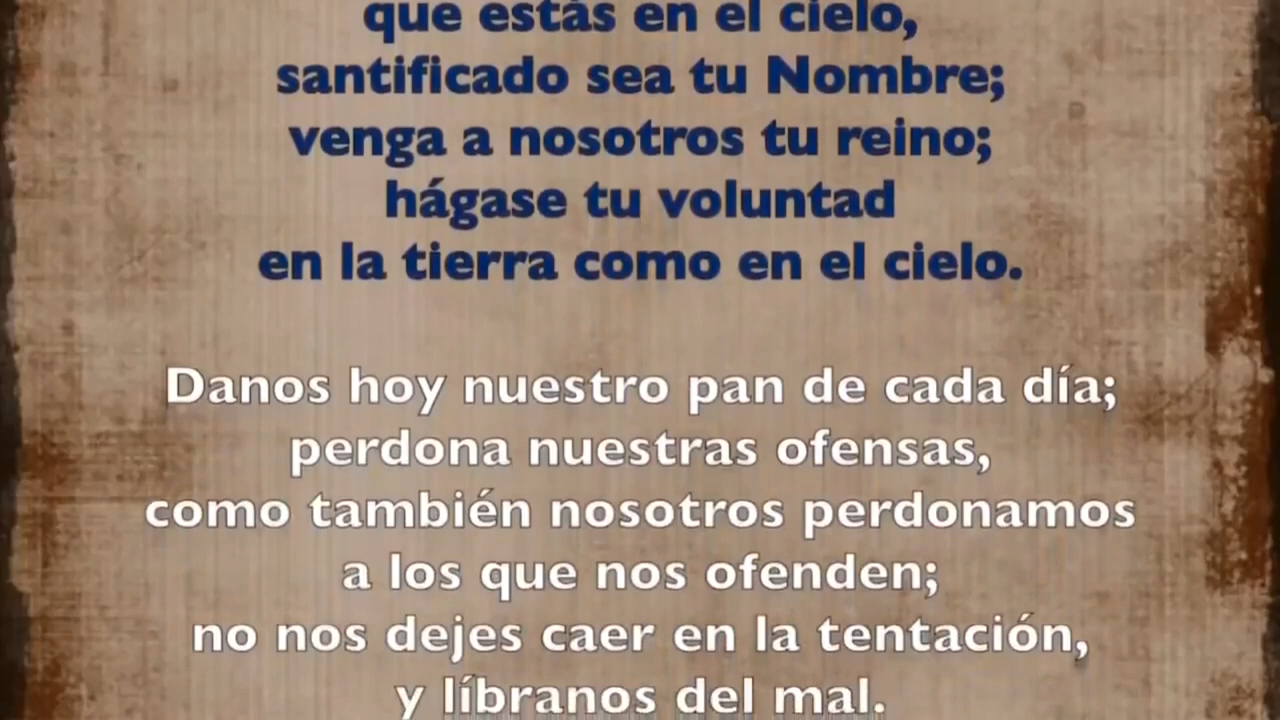 que estás en el cielo,
santificado sea tu Nombre;
venga a nosotros tu reino;
hágase tu voluntad
en la tierra como en el cielo.
Danos hoy nuestro pan de cada día;
perdona nuestras ofensas,
como también nosotros perdonamos
a los que nos ofenden;
no nos dejes caer en la tentación,
y líbranos del mal.